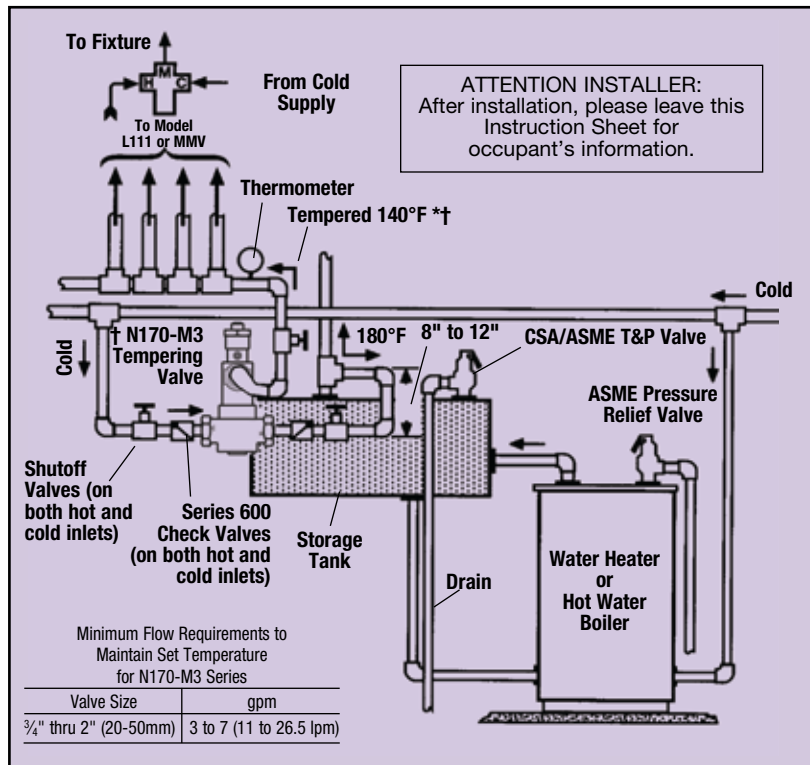 To Fixture
M
H C
From Cold
Supply
To Model
L111 or MMV
ATTENTION INSTALLER:
After installation, please leave this
Instruction Sheet for
occupant's information.
Thermometer
Tempered 140°F *†
Cold
† N170-M3
Tempering
Valve
Cold
180°F
8" to 12"
CSA/ASME T&P Valve
ASME Pressure
Relief Valve
Shutoff
Valves (on
both hot and
cold inlets)
Series 600
Check Valves
(on both hot and
cold inlets)
Storage
Tank
Drain
Water Heater
or
Hot Water
Boiler
Minimum Flow Requirements to
Maintain Set Temperature
for N170-M3 Series
Valve Size gpm
¾" thru 2" (20-50mm) 3 to 7 (11 to 26.5 lpm)